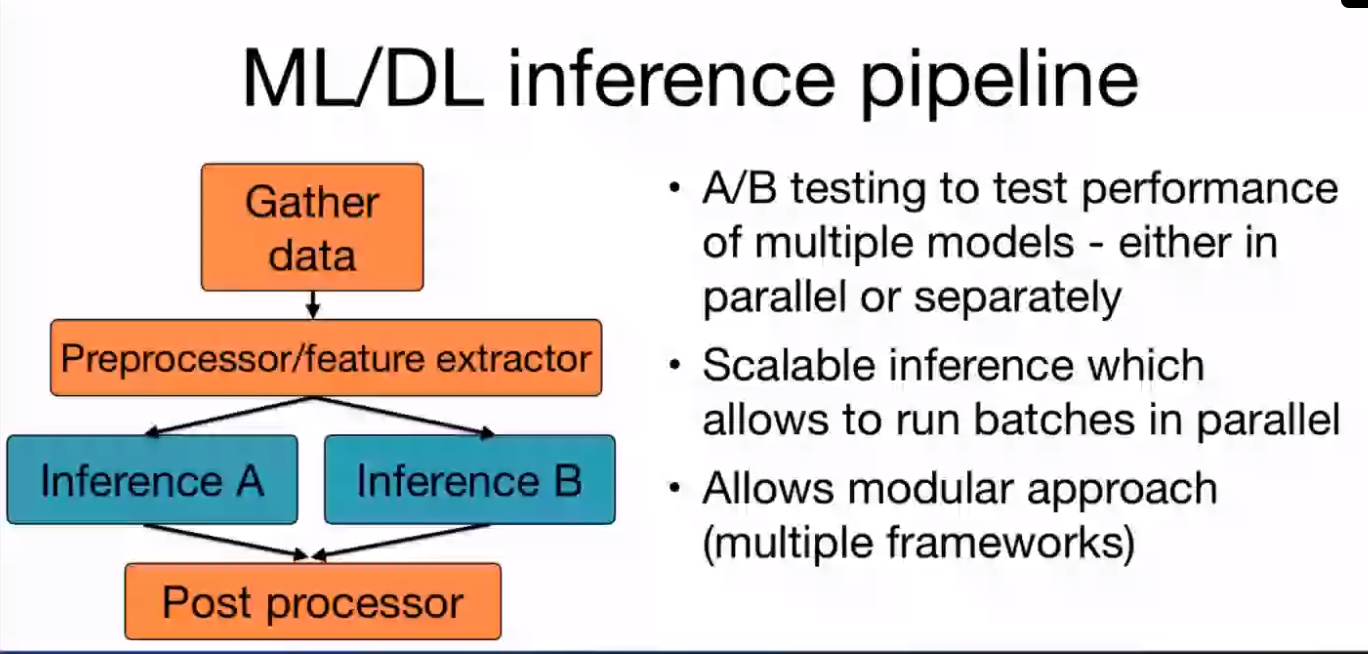 ML/DL inference pipeline
Gather
data
Preprocessor/feature extractor
Inference A
Inference B
Post processor
• A/B testing to test performance
of multiple models - either in
parallel or separately
• Scalable inference which
allows to run batches in parallel
• Allows modular approach
(multiple frameworks)